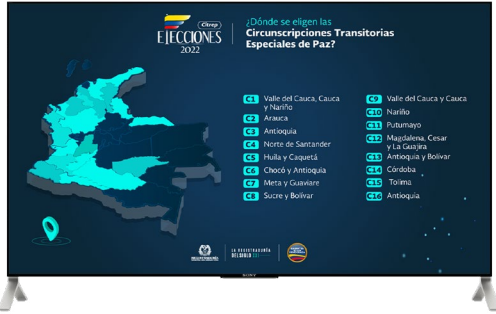 Citrep
ELECCIONES
2022
¿Dónde se eligen las
Circunscripciones Transitorias
Especiales de Paz?
C1 Valle del Cauca, Cauca
y Nariño
C2 Arauca
C3 Antioquia
C4 Norte de Santander
C5 Huila y Caquetá
C6 Chocó y Antioquia
C7 Meta y Guaviare
C8 Sucre y Bolívar
C9 Valle del Cauca y Cauca
C10 Nariño
C11 Putumayo
C12 Magdalena, Cesar
y La Guajira
C13 Antioquia y Bolívar
C14 Córdoba
C15 Tolima
C16 Antioquia
LA REGISTRADURÍA
DEL SIGLO XXI
SONY